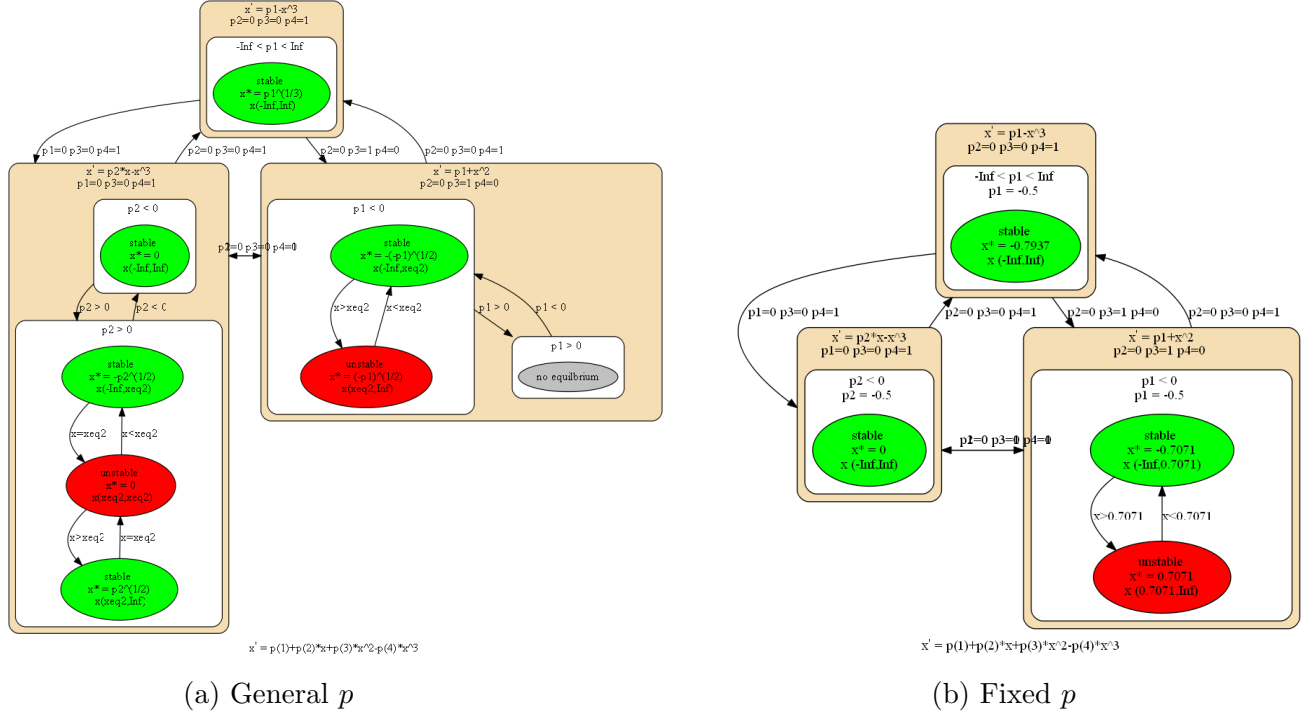 x' = p1-x^3
p2=0 p3=0 p4=1
-Inf < p1 < Inf
stable
x* = p1^(1/3)
x(-Inf,Inf)
p1=0 p3=0 p4=1
p2=0 p3=0 p4=1
p2=0 p3=1 p4=0
p2=0 p3=0 p4=1
x' = p2*x-x^3
p1=0 p3=0 p4=1
p2 < 0
stable
x* = 0
x(-Inf,Inf)
p2 > 0
p2 < 0
p2 > 0
stable
x* = -p2^(1/2)
x(-Inf,xeq2)
x=xeq2
x<xeq2
unstable
x* = 0
x(xeq2,xeq2)
x>xeq2
x=xeq2
stable
x* = p2^(1/2)
x(xeq2,Inf)
x' = p1+x^2
p2=0 p3=1 p4=0
p1 < 0
stable
x* = -(-p1)^(1/2)
x(-Inf,xeq2)
x>xeq2
x<xeq2
unstable
x* = (-p1)^(1/2)
x(xeq2,Inf)
p1 > 0
p1 < 0
p1 > 0
no equilbrium
x' = p(1)+p(2)*x+p(3)*x^2-p(4)*x^3
(a) General p
x' = p1-x^3
p2=0 p3=0 p4=1
-Inf < p1 < Inf
p1 = -0.5
stable
x* = -0.7937
x (-Inf,Inf)
p1=0 p3=0 p4=1
p2=0 p3=0 p4=1
p2=0 p3=1 p4=0
p2=0 p3=0 p4=1
x' = p2*x-x^3
p1=0 p3=0 p4=1
p2 < 0
p2 = -0.5
stable
x* = 0
x (-Inf,Inf)
x' = p1+x^2
p2=0 p3=1 p4=0
p1 < 0
p1 = -0.5
stable
x* = -0.7071
x (-Inf,0.7071)
x>0.7071
x<0.7071
unstable
x* = 0.7071
x (0.7071,Inf)
x' = p(1)+p(2)*x+p(3)*x^2-p(4)*x^3
(b) Fixed p